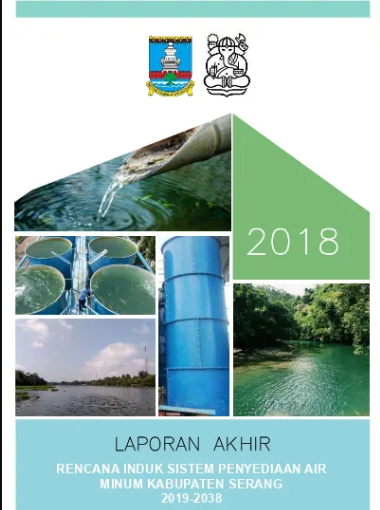 2018
LAPORAN AKHIR
RENCANA INDUK SISTEM PENYEDIAAN AIR
MINUM KABUPATEN SERANG
2019-2038